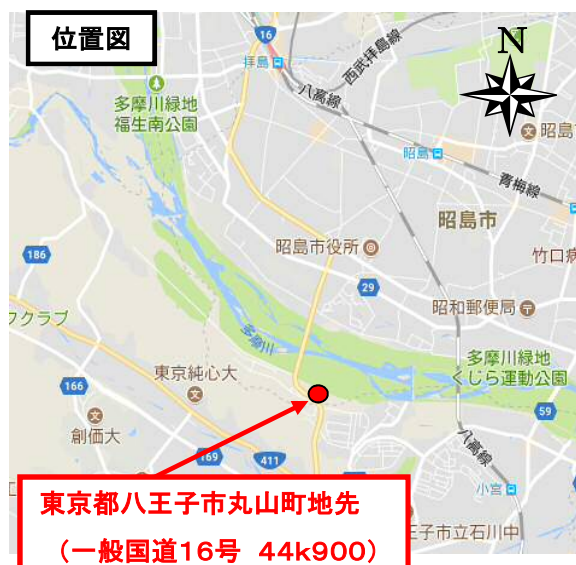 位置図
16
拝島
西武拝島線
八高線
N
多摩川緑地
福生南公園
昭島
昭島
青梅線
昭島市
186
昭島市役所
竹口病
29
昭和郵便局
フクラブ
多摩川
東京純心大
多摩川緑地
くじら運動公園
166
59
創価大
169
411
八高線
小宮
東京都八王子市丸山町地先
（一般国道16号 44k900）
王子市立石川中